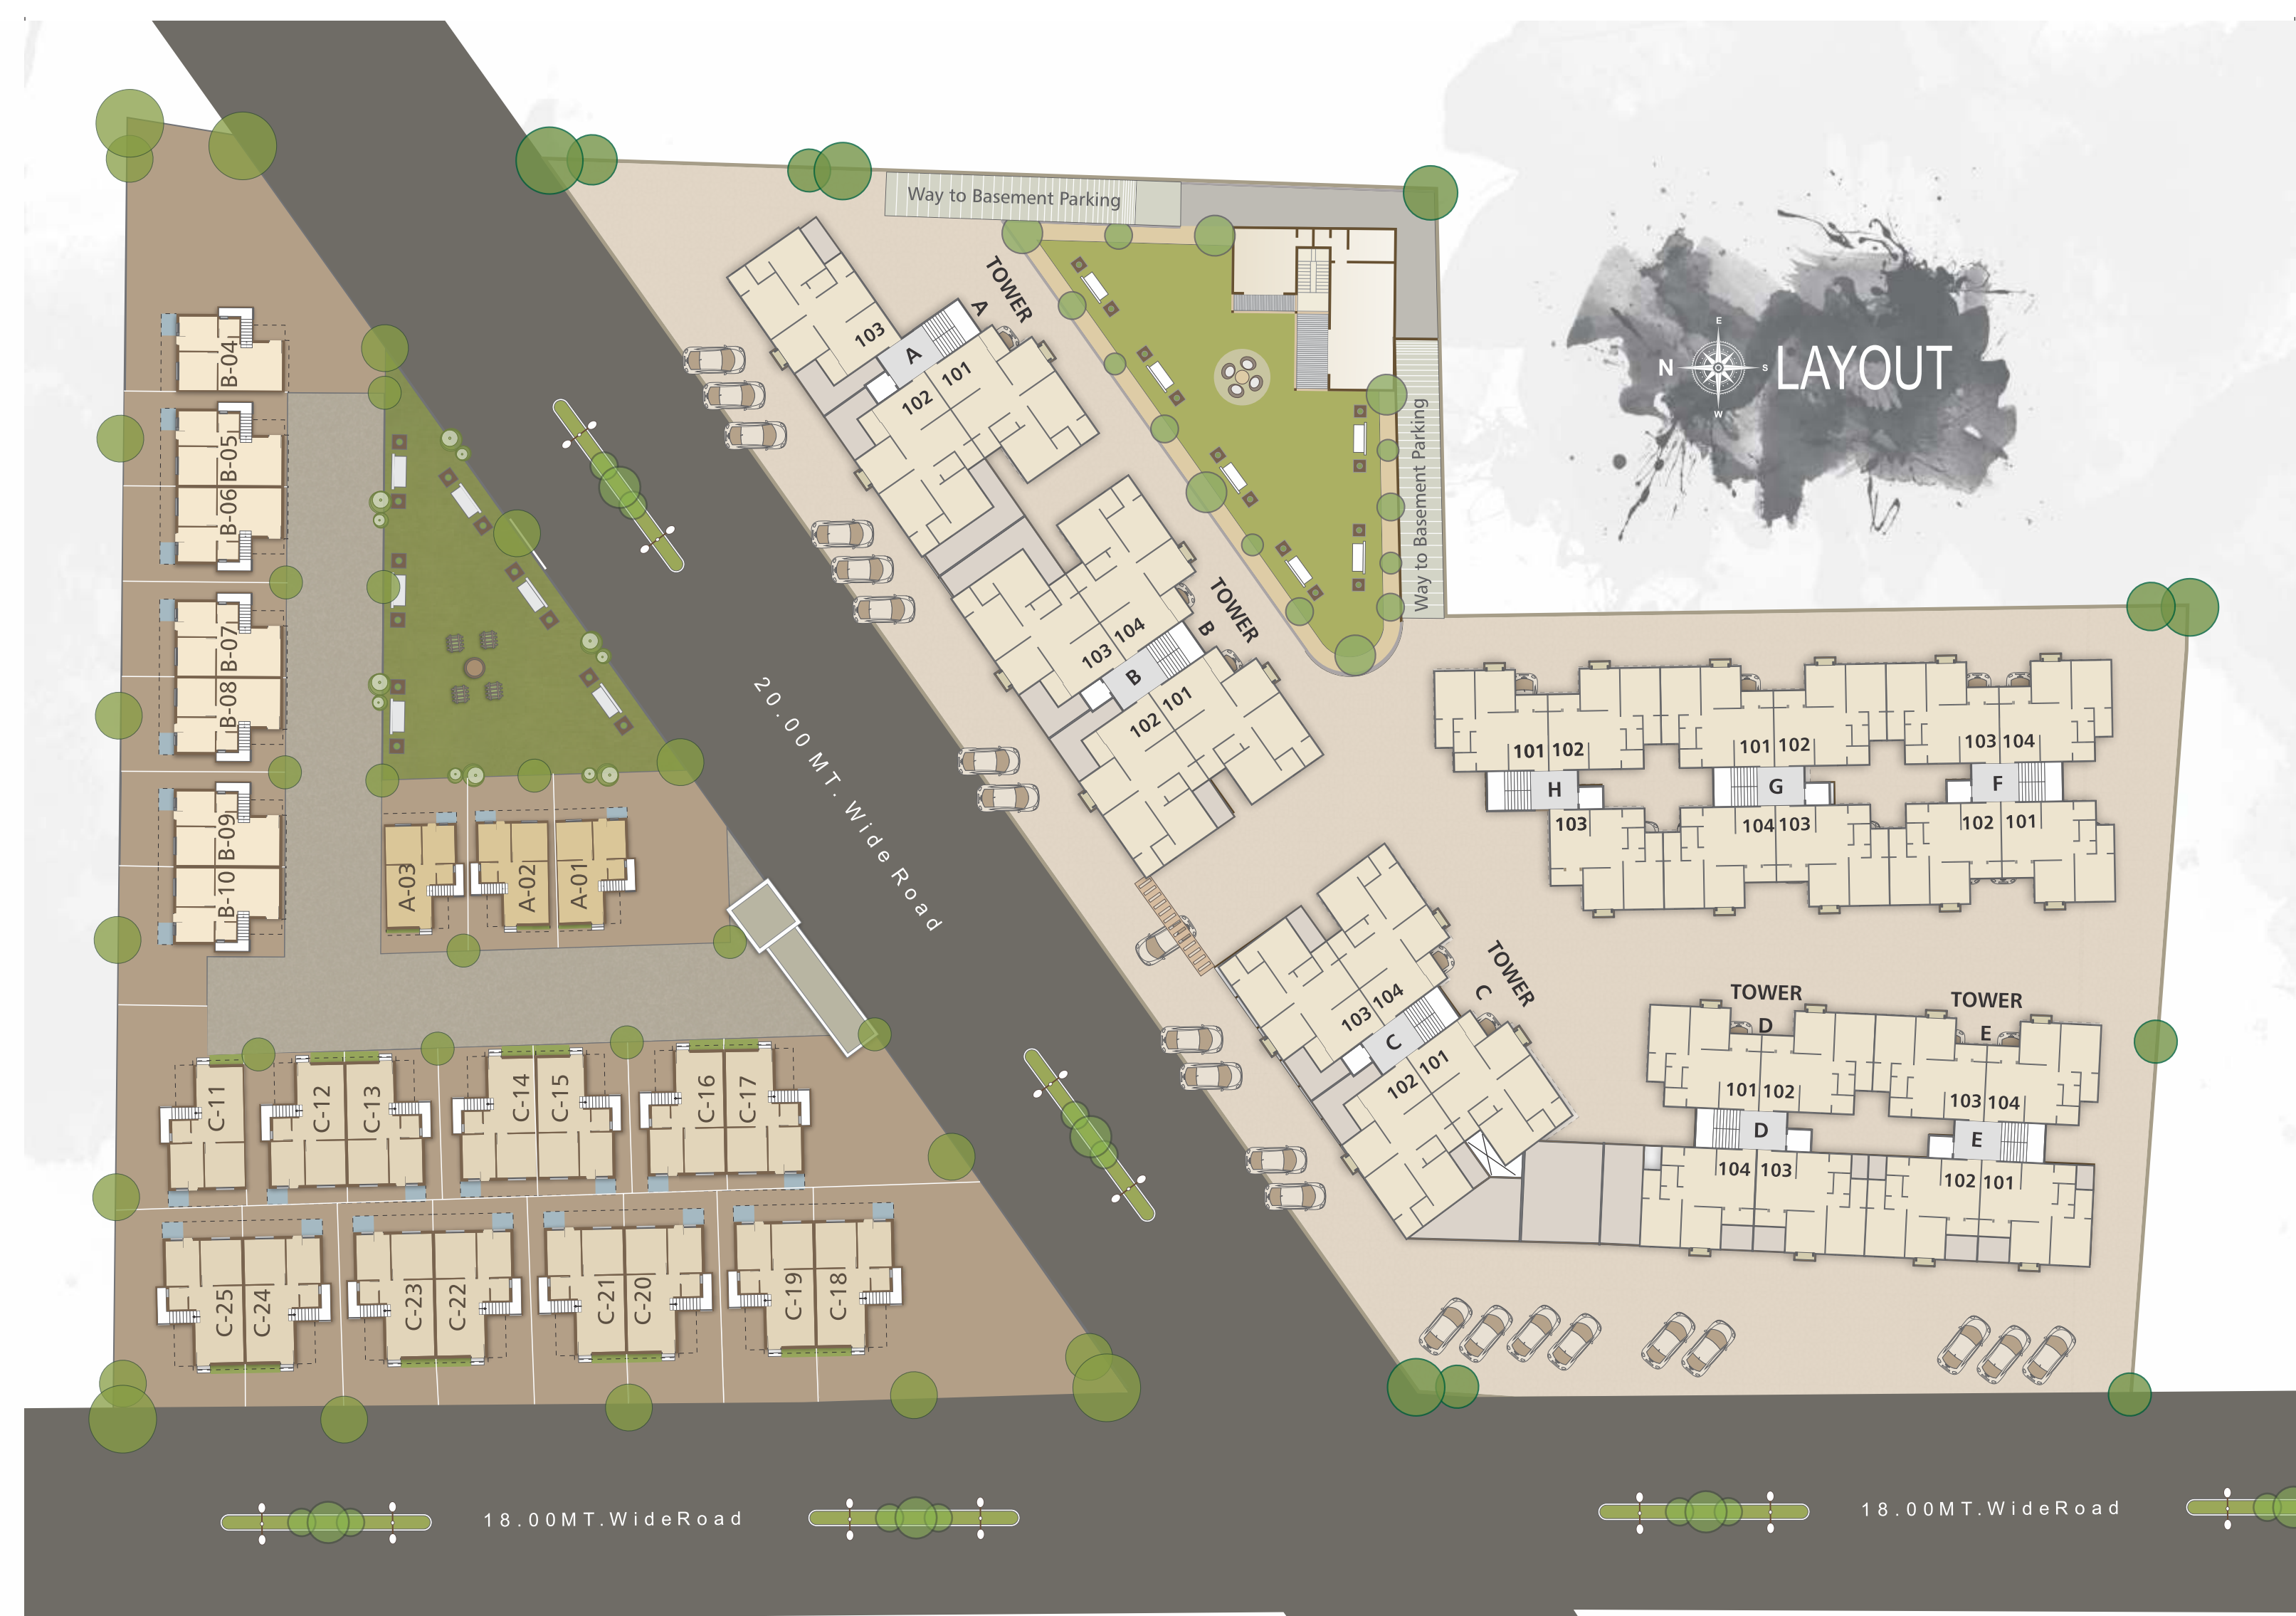 Way to Basement Parking
Way to Basement Parking
E
N
S
W
LAYOUT
TOWER
A
103
A
102
101
TOWER
B
103
104
B
102
101
TOWER
C
103
104
C
102
101
B-04
B-05
B-06
B-07
B-08
B-09
B-10
A-03
A-02
A-01
20.00 MT. Wide Road
101 102
H
103
101 102
G
104 103
103 104
F
102 101
TOWER
D
101 102
D
104 103
TOWER
E
103 104
E
102 101
C-11
C-12
C-13
C-14
C-15
C-16
C-17
C-25
C-24
C-23
C-22
C-21
C-20
C-19
C-18
18.00MT.WideRoad
18.00MT.WideRoad